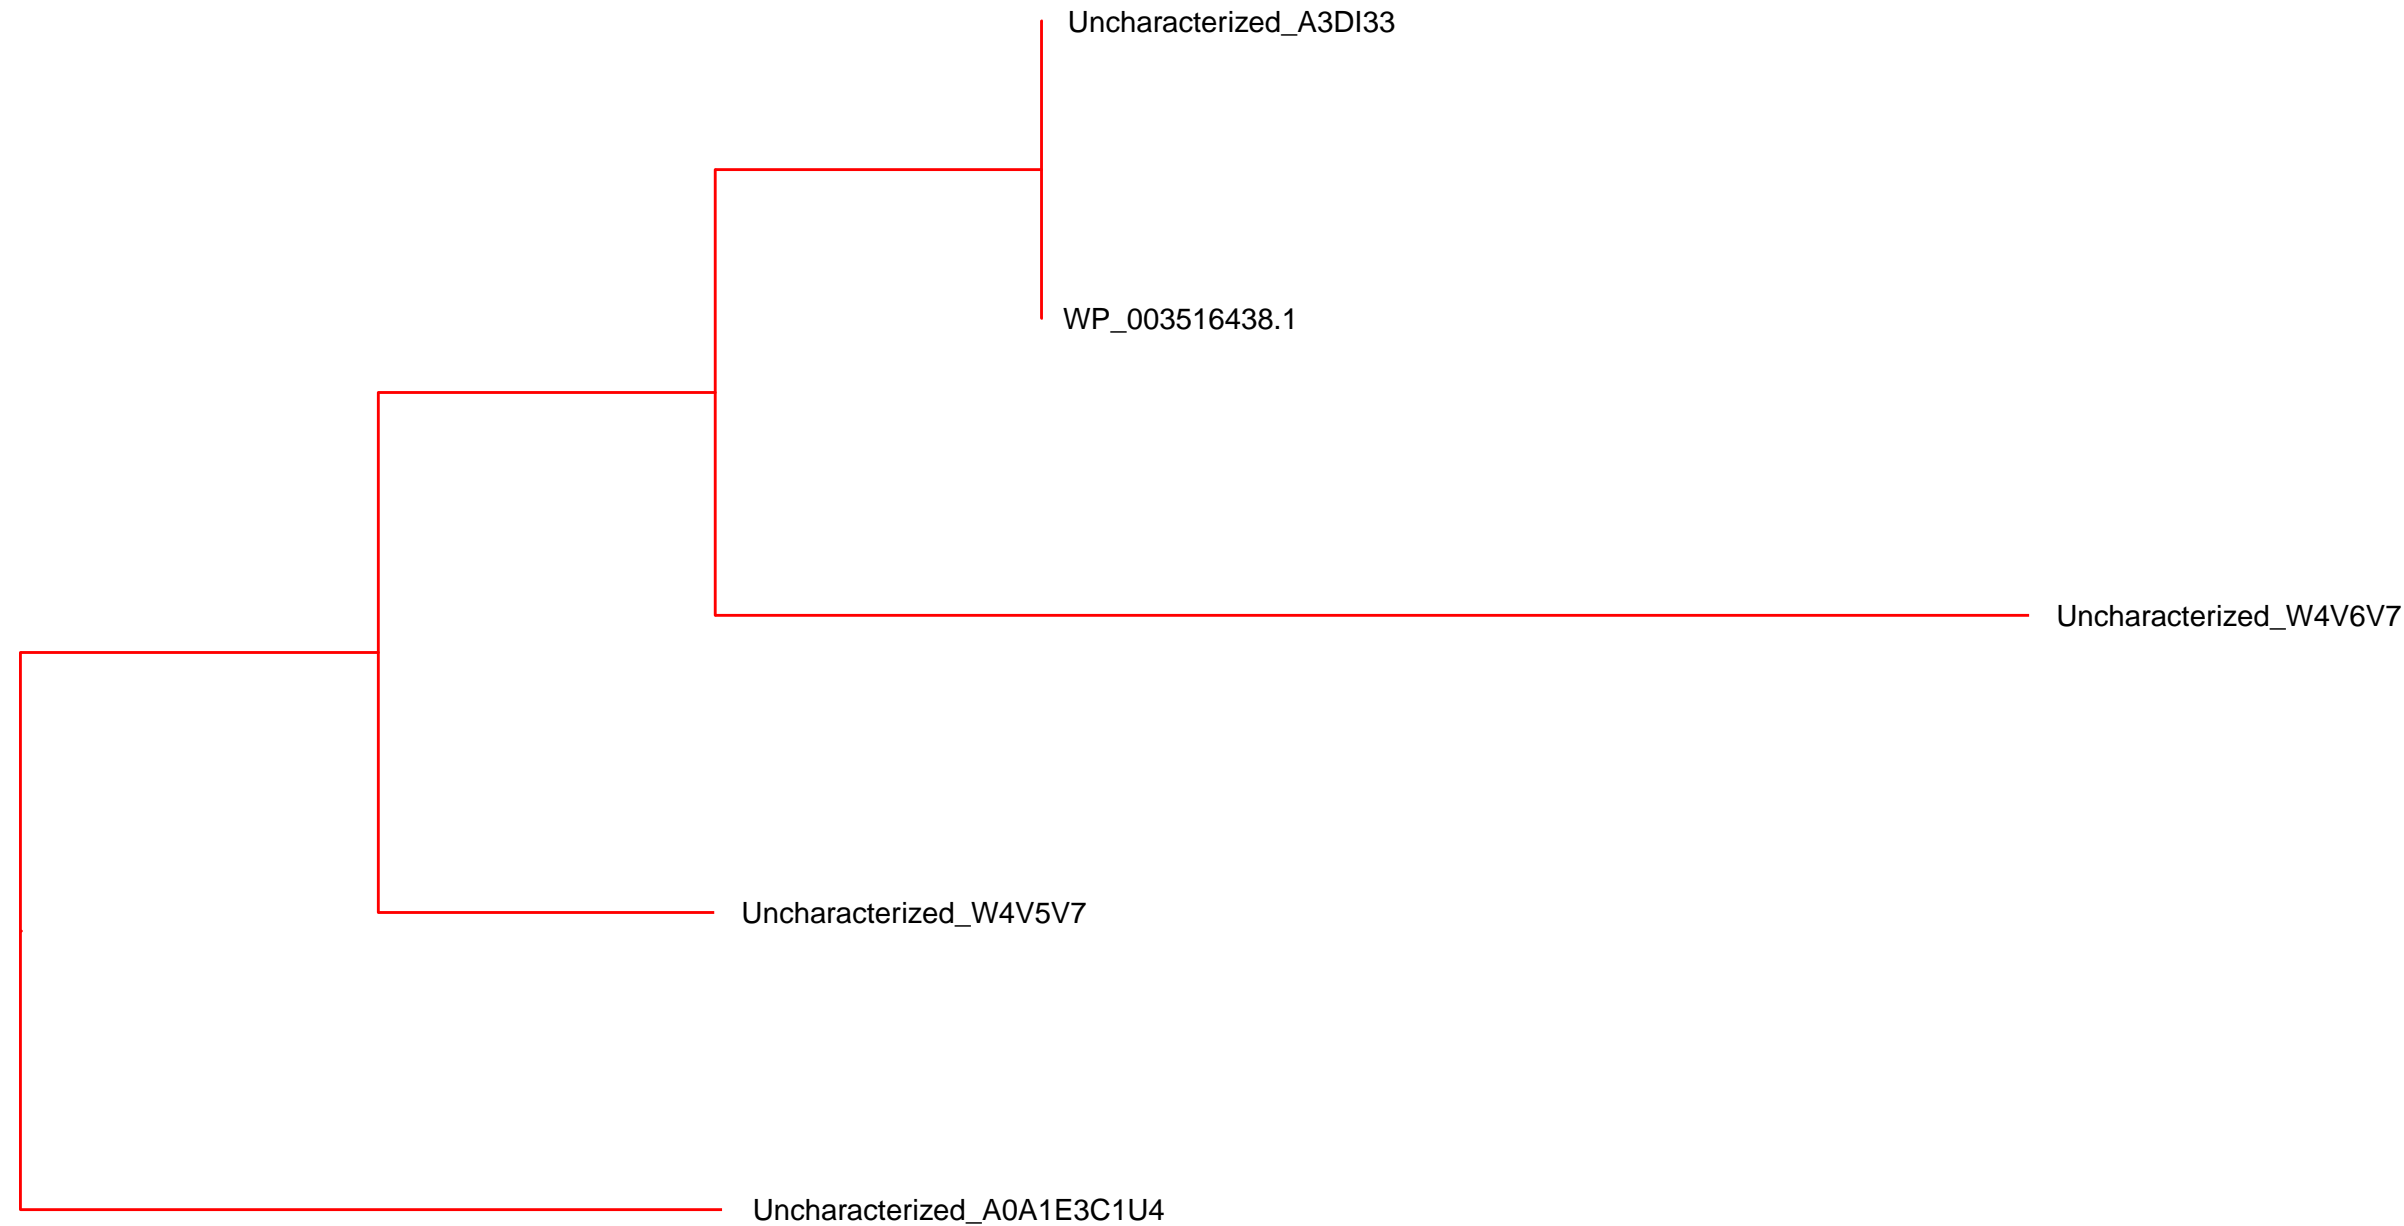 Uncharacterized_A3DI33
WP_003516438.1
Uncharacterized_W4V6V7
Uncharacterized_W4V5V7
Uncharacterized_A0A1E3C1U4